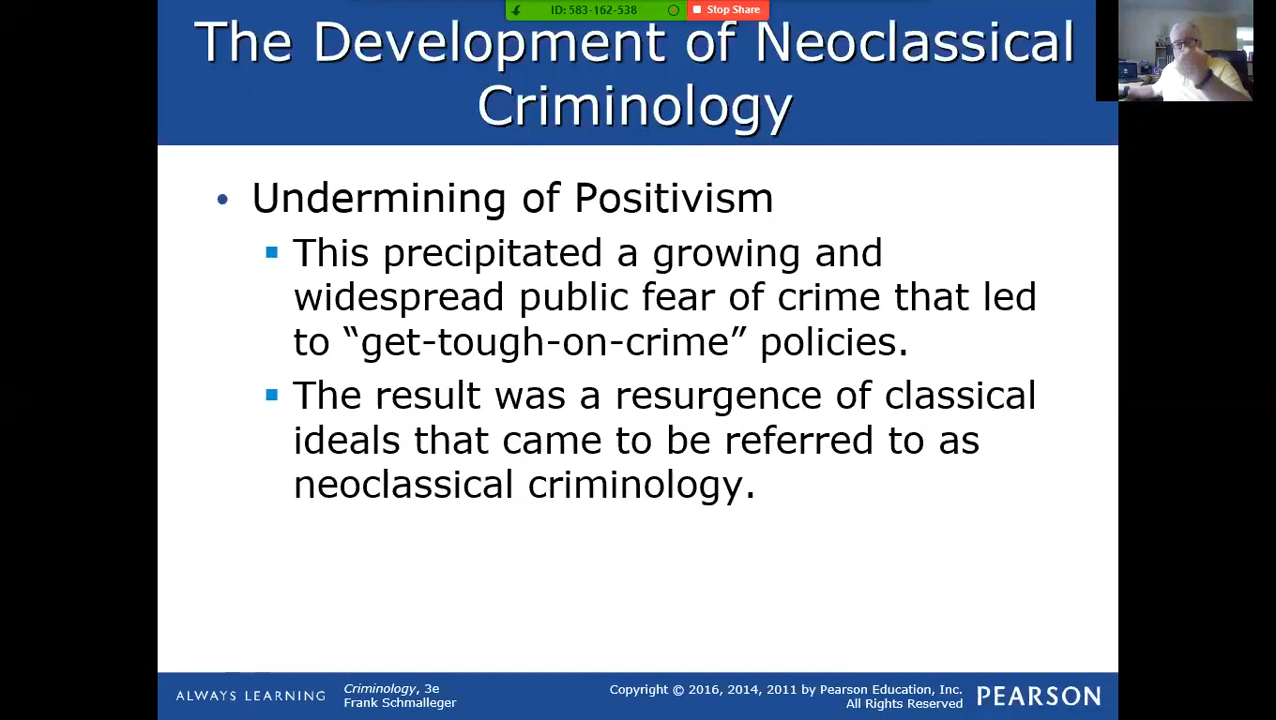 ID: 583-162-538
Stop Share
The Development of Neoclassical
Criminology
• Undermining of Positivism
▪ This precipitated a growing and
widespread public fear of crime that led
to “get-tough-on-crime” policies.
▪ The result was a resurgence of classical
ideals that came to be referred to as
neoclassical criminology.
ALWAYS LEARNING
Criminology, 3e
Frank Schmalleger
Copyright © 2016, 2014, 2011 by Pearson Education, Inc.
All Rights Reserved
PEARSON